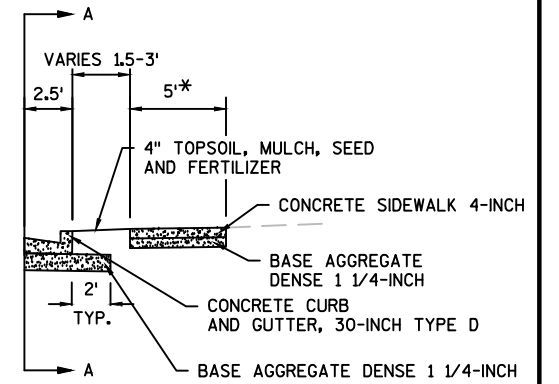 A
VARIES 1.5-3'
2.5'
5'*
4" TOPSOIL, MULCH, SEED
AND FERTILIZER
CONCRETE SIDEWALK 4-INCH
BASE AGGREGATE
DENSE 1 1/4-INCH
2'
TYP.
CONCRETE CURB
AND GUTTER, 30-INCH TYPE D
A
BASE AGGREGATE DENSE 1 1/4-INCH